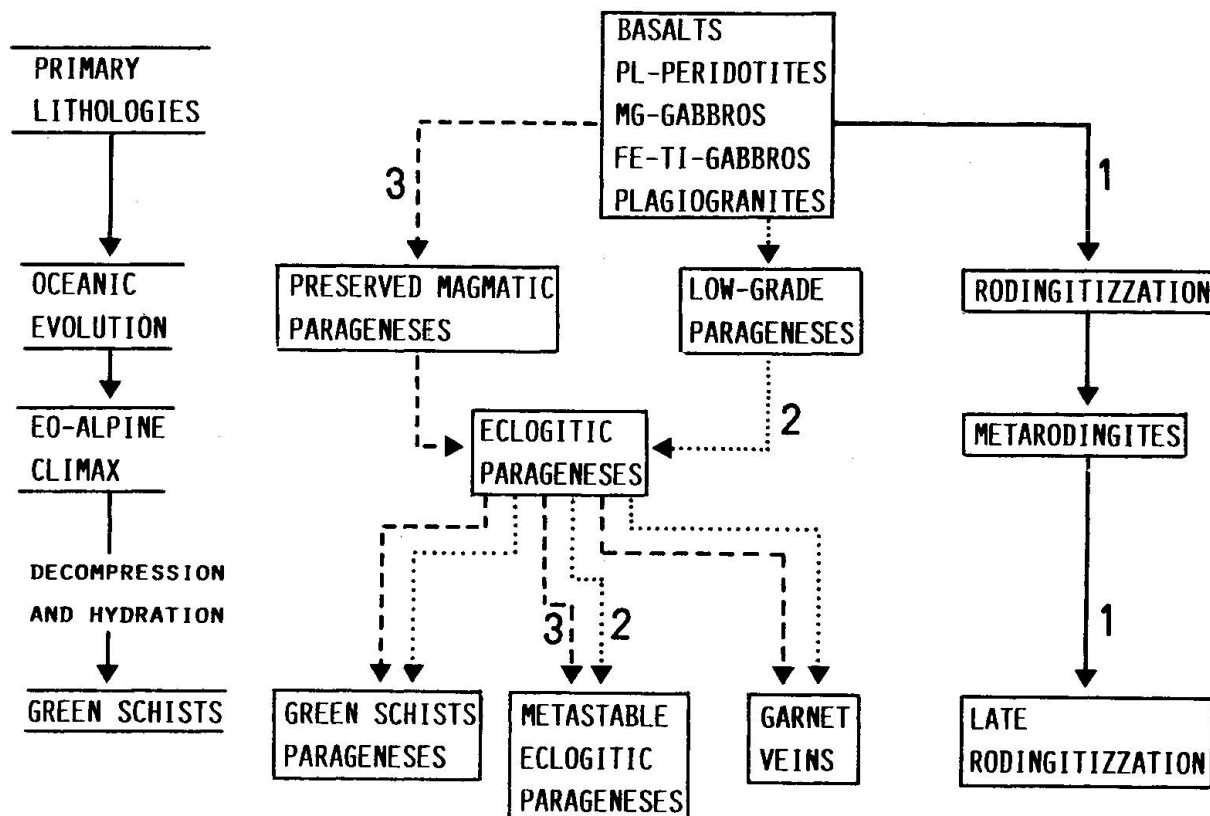 PRIMARY
LITHOLOGIES
BASALTS
PL-PERIDOTITES
MG-GABBROS
FE-TI-GABBROS
PLAGIOGRANITES
3
1
OCEANIC
EVOLUTION
PRESERVED MAGMATIC
PARAGENESES
LOW-GRADE
PARAGENESES
RODINGITIZZATION
2
EO-ALPINE
CLIMAX
ECLOGITIC
PARAGENESES
METARODINGITES
DECOMPRESSION
AND HYDRATION
3
2
1
GREEN SCHISTS
GREEN SCHISTS
PARAGENESES
METASTABLE
ECLOGITIC
PARAGENESES
GARNET
VEINS
LATE
RODINGITIZZATION